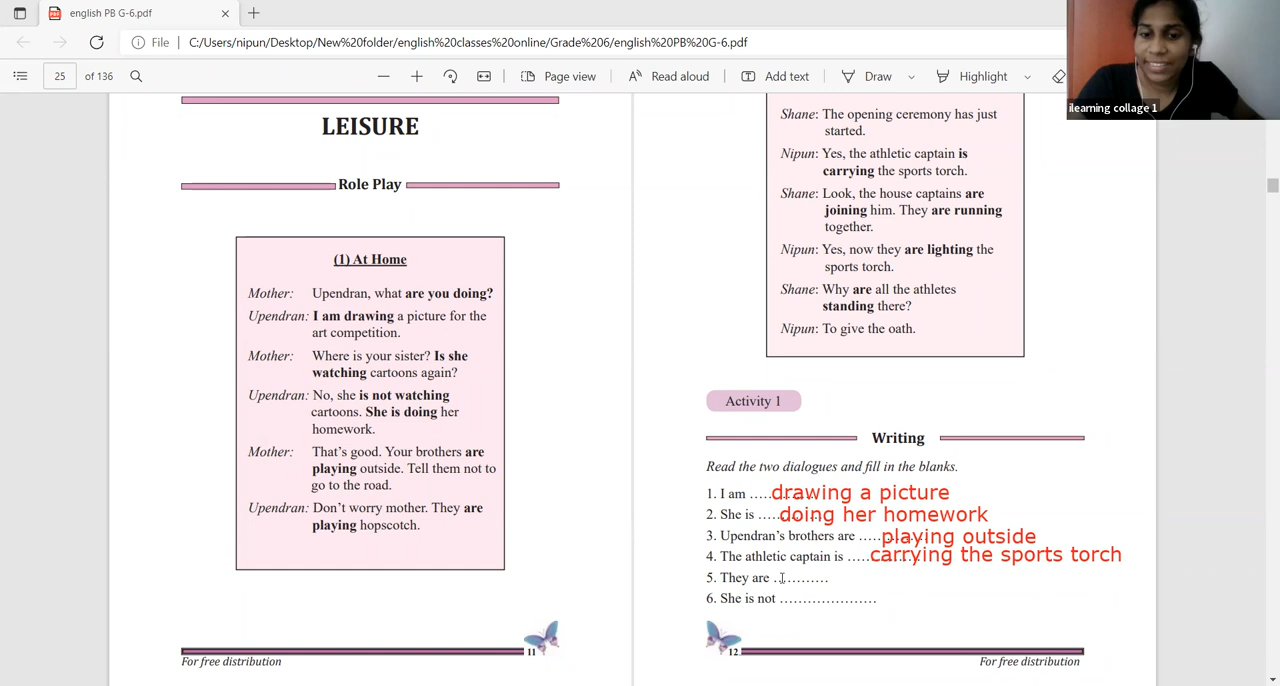 english PB G-6.pdf
File C:/Users/nipun/Desktop/New%20folder/english%20classes%20online/Grade%206/english%20PB%20G-6.pdf
25 of 136 Page view Read aloud Add text Draw Highlight
ilearning collage 1
LEISURE
Role Play
(1) At Home
Mother: Upendran, what are you doing?
Upendran: I am drawing a picture for the
art competition.
Mother: Where is your sister? Is she
watching cartoons again?
Upendran: No, she is not watching
cartoons. She is doing her
homework.
Mother: That's good. Your brothers are
playing outside. Tell them not to
go to the road.
Upendran: Don't worry mother. They are
playing hopscotch.
11
For free distribution
Shane: The opening ceremony has just
started.
Nipun: Yes, the athletic captain is
carrying the sports torch.
Shane: Look, the house captains are
joining him. They are running
together.
Nipun: Yes, now they are lighting the
sports torch.
Shane: Why are all the athletes
standing there?
Nipun: To give the oath.
Activity 1
Writing
Read the two dialogues and fill in the blanks.
1. I am ..... drawing a picture
2. She is ..... doing her homework
3. Upendran's brothers are ..... playing outside
4. The athletic captain is ..... carrying the sports torch
5. They are ............
6. She is not .....................
12
For free distribution